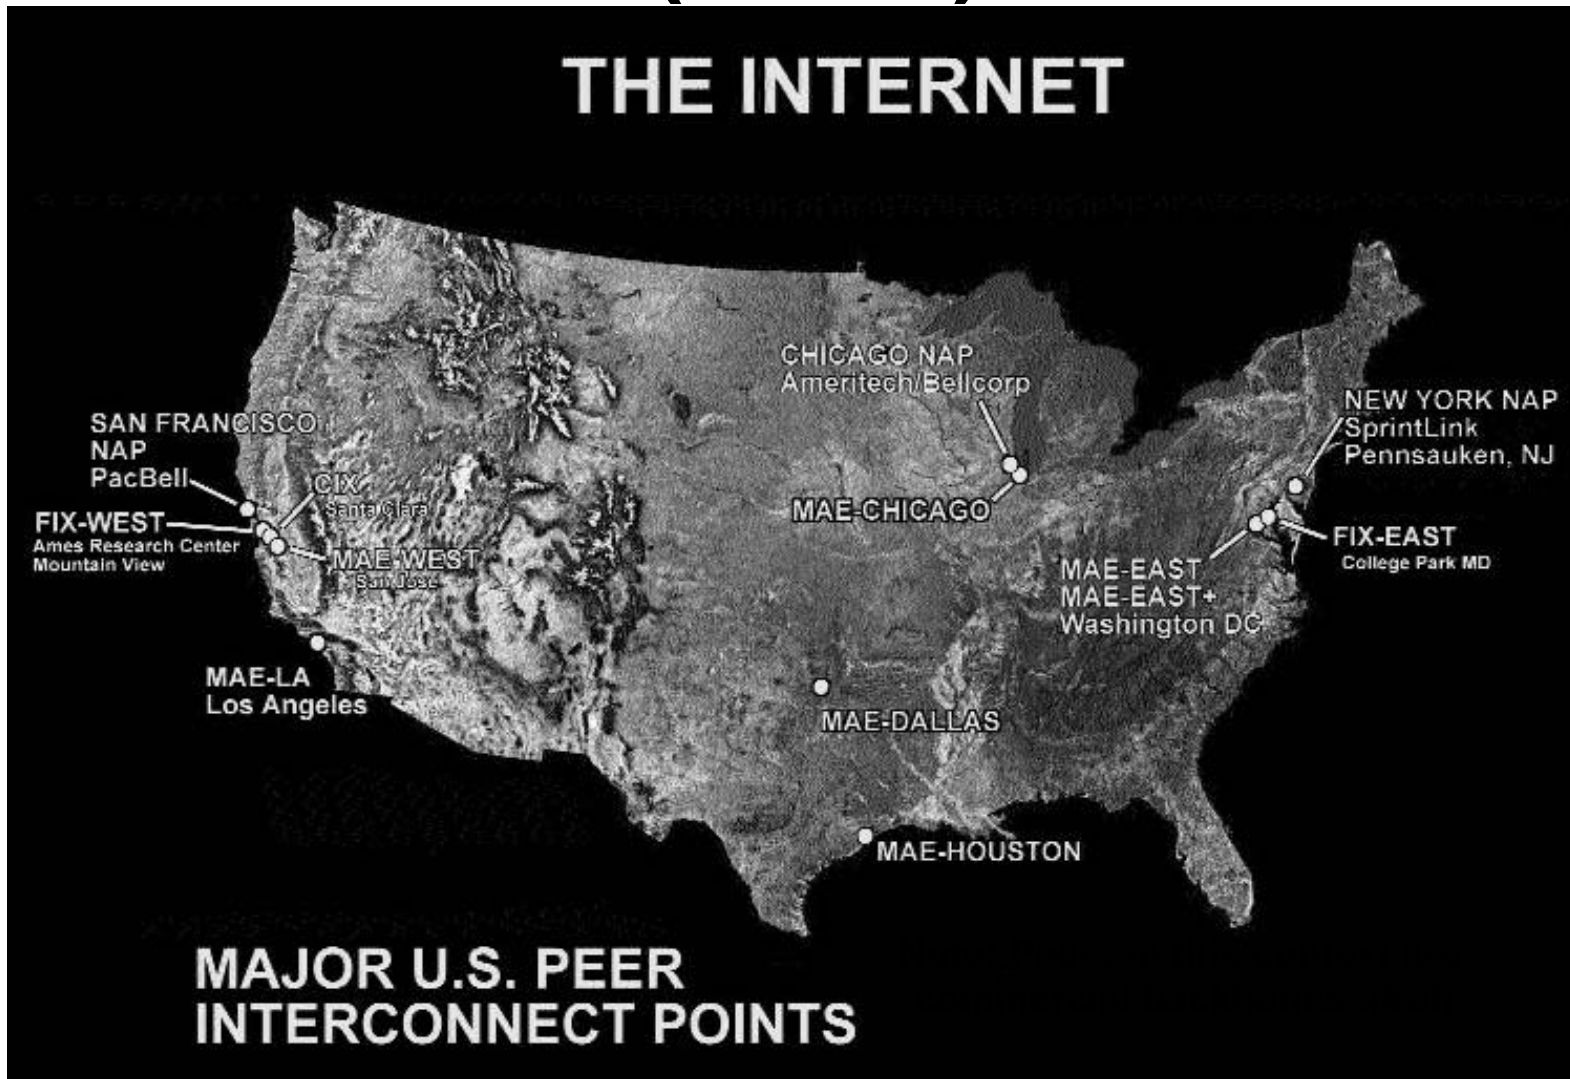 THE INTERNET
CHICAGO NAP
Ameritech/Bellcorp
NEW YORK NAP
SprintLink
Pennsauken, NJ
SAN FRANCISCO
NAP
PacBell
CIX
Santa Clara
MAE-CHICAGO
FIX-WEST
Ames Research Center
Mountain View
MAE-WEST
San Jose
FIX-EAST
College Park MD
MAE-EAST
MAE-EAST+
Washington DC
MAE-LA
Los Angeles
MAE-DALLAS
MAE-HOUSTON
MAJOR U.S. PEER
INTERCONNECT POINTS